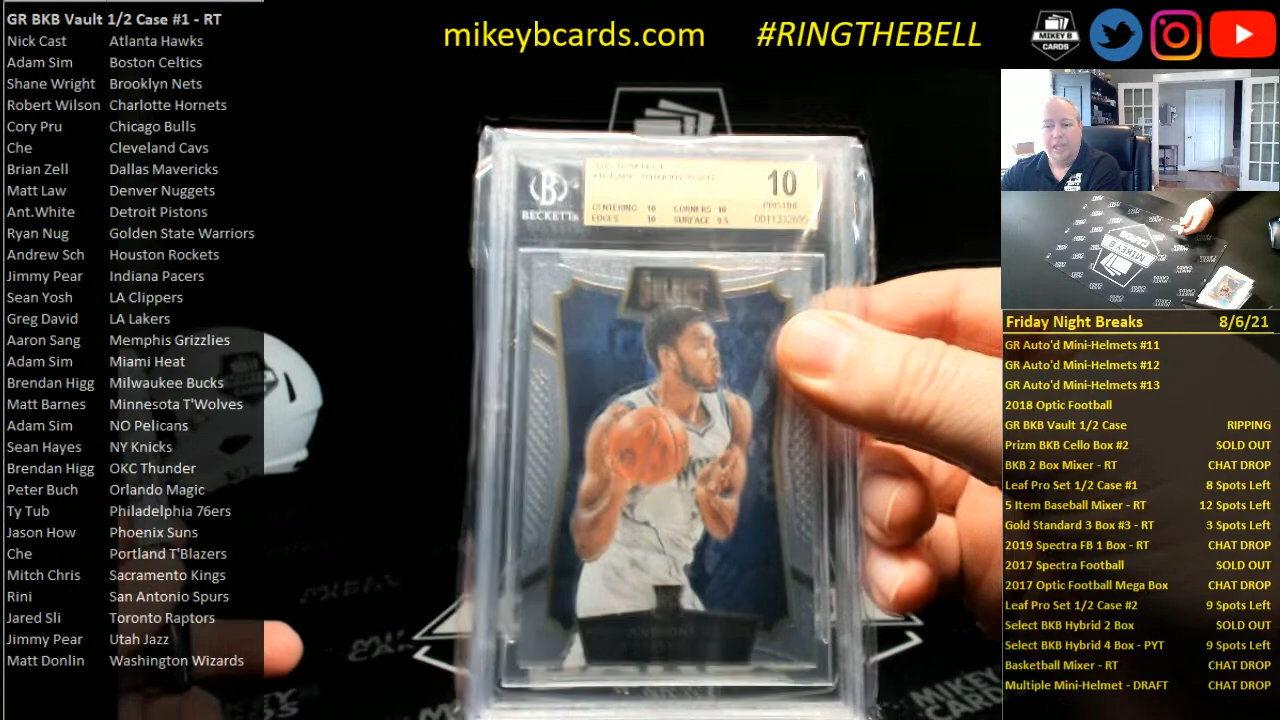 GR BKB Vault 1/2 Case #1 - RT
Nick Cast Atlanta Hawks
Adam Sim Boston Celtics
Shane Wright Brooklyn Nets
Robert Wilson Charlotte Hornets
Cory Pru Chicago Bulls
Che Cleveland Cavs
Brian Zell Dallas Mavericks
Matt Law Denver Nuggets
Ant.White Detroit Pistons
Ryan Nug Golden State Warriors
Andrew Sch Houston Rockets
Jimmy Pear Indiana Pacers
Sean Yosh LA Clippers
Greg David LA Lakers
Aaron Sang Memphis Grizzlies
Adam Sim Miami Heat
Brendan Higg Milwaukee Bucks
Matt Barnes Minnesota T'Wolves
Adam Sim NO Pelicans
Sean Hayes NY Knicks
Brendan Higg OKC Thunder
Peter Buch Orlando Magic
Ty Tub Philadelphia 76ers
Jason How Phoenix Suns
Che Portland T'Blazers
Mitch Chris Sacramento Kings
Rini San Antonio Spurs
Jared Sli Toronto Raptors
Jimmy Pear Utah Jazz
Matt Donlin Washington Wizards
mikeybcards.com #RINGTHEBELL
MIKEY B
CARDS
BECKETT
10
PRISTINE
CENTERING 10 CORNERS 10
EDGES 10 SURFACE 9.5
SELECT
MIKEY B
CARDS
Friday Night Breaks 8/6/21
GR Auto'd Mini-Helmets #11
GR Auto'd Mini-Helmets #12
GR Auto'd Mini-Helmets #13
2018 Optic Football
GR BKB Vault 1/2 Case RIPPING
Prizm BKB Cello Box #2 SOLD OUT
BKB 2 Box Mixer - RT CHAT DROP
Leaf Pro Set 1/2 Case #1 8 Spots Left
5 Item Baseball Mixer - RT 12 Spots Left
Gold Standard 3 Box #3 - RT 3 Spots Left
2019 Spectra FB 1 Box - RT CHAT DROP
2017 Spectra Football SOLD OUT
2017 Optic Football Mega Box CHAT DROP
Leaf Pro Set 1/2 Case #2 9 Spots Left
Select BKB Hybrid 2 Box SOLD OUT
Select BKB Hybrid 4 Box - PYT 9 Spots Left
Basketball Mixer - RT CHAT DROP
Multiple Mini-Helmet - DRAFT CHAT DROP